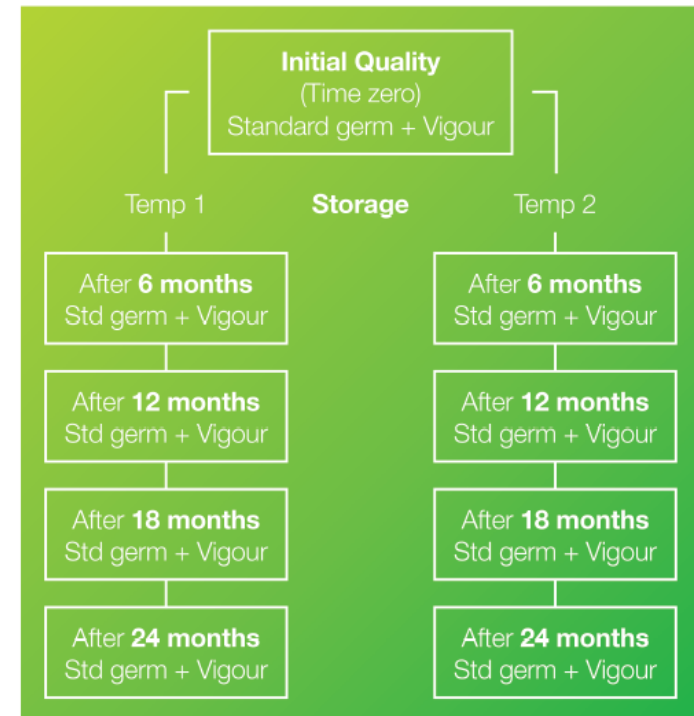 Initial Quality
(Time zero)
Standard germ + Vigour
Temp 1
Storage
Temp 2
After 6 months
Std germ + Vigour
After 6 months
Std germ + Vigour
After 12 months
Std germ + Vigour
After 12 months
Std germ + Vigour
After 18 months
Std germ + Vigour
After 18 months
Std germ + Vigour
After 24 months
Std germ + Vigour
After 24 months
Std germ + Vigour